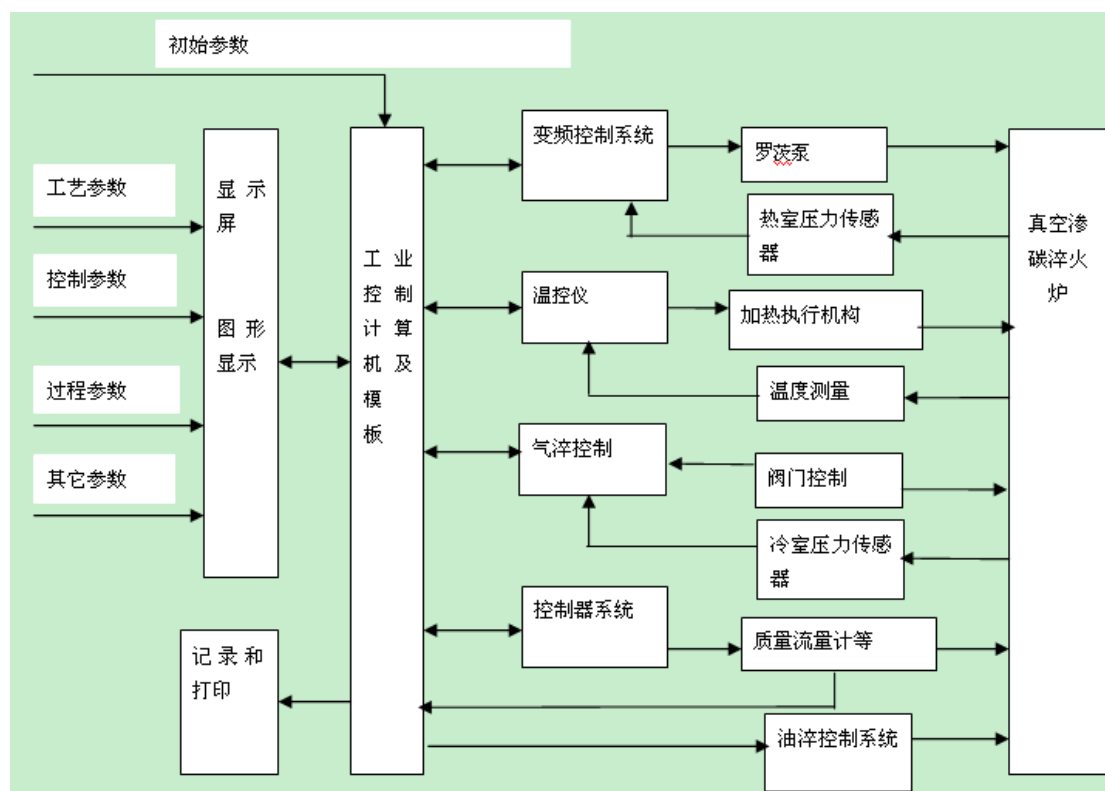 初始参数
工艺参数
控制参数
过程参数
其它参数
显示
屏
图形
显示
记录和
打印
工业
控制
计算
机及
模
板
变频控制系统
罗茨泵
热室压力传感
器
温控仪
加热执行机构
温度测量
气淬控制
阀门控制
冷室压力传感
器
控制器系统
质量流量计等
油淬控制系统
真空渗
碳淬火
炉